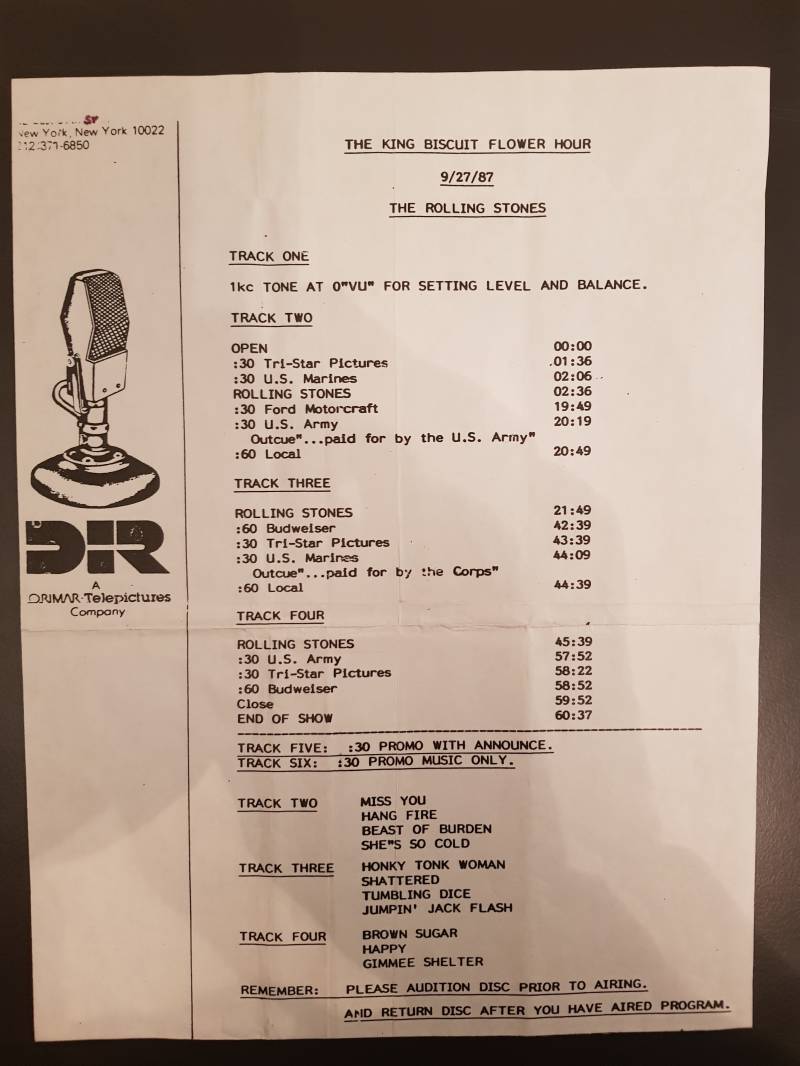 ST
New York, New York 10022
212-371-6850
DIR
A
ORIMAR-Telepictures
Company
THE KING BISCUIT FLOWER HOUR
9/27/87
THE ROLLING STONES
TRACK ONE
1kc TONE AT 0"VU" FOR SETTING LEVEL AND BALANCE.
TRACK TWO
OPEN 00:00
:30 Tri-Star Pictures 01:36
:30 U.S. Marines 02:06
ROLLING STONES 02:36
:30 Ford Motorcraft 19:49
:30 U.S. Army 20:19
Outcue"...paid for by the U.S. Army"
:60 Local 20:49
TRACK THREE
ROLLING STONES 21:49
:60 Budweiser 42:39
:30 Tri-Star Pictures 43:39
:30 U.S. Marines 44:09
Outcue"...paid for by the Corps"
:60 Local 44:39
TRACK FOUR
ROLLING STONES 45:39
:30 U.S. Army 57:52
:30 Tri-Star Pictures 58:22
:60 Budweiser 58:52
Close 59:52
END OF SHOW 60:37
TRACK FIVE: :30 PROMO WITH ANNOUNCE.
TRACK SIX: :30 PROMO MUSIC ONLY.
TRACK TWO MISS YOU
HANG FIRE
BEAST OF BURDEN
SHE"S SO COLD
TRACK THREE HONKY TONK WOMAN
SHATTERED
TUMBLING DICE
JUMPIN' JACK FLASH
TRACK FOUR BROWN SUGAR
HAPPY
GIMMEE SHELTER
REMEMBER: PLEASE AUDITION DISC PRIOR TO AIRING.
AND RETURN DISC AFTER YOU HAVE AIRED PROGRAM.